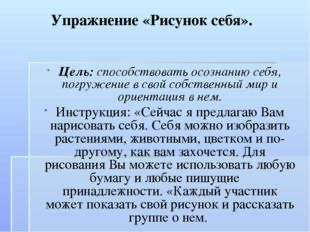 Упражнение «Рисунок себя».
Цель: способствовать осознанию себя,
погружение в свой собственный мир и
ориентация в нем.
Инструкция: «Сейчас я предлагаю Вам
нарисовать себя. Себя можно изобразить
растениями, животными, цветком и по-
другому, как вам захочется. Для
рисования Вы можете использовать любую
бумагу и любые пишущие
принадлежности. «Каждый участник
может показать свой рисунок и рассказать
группе о нем.